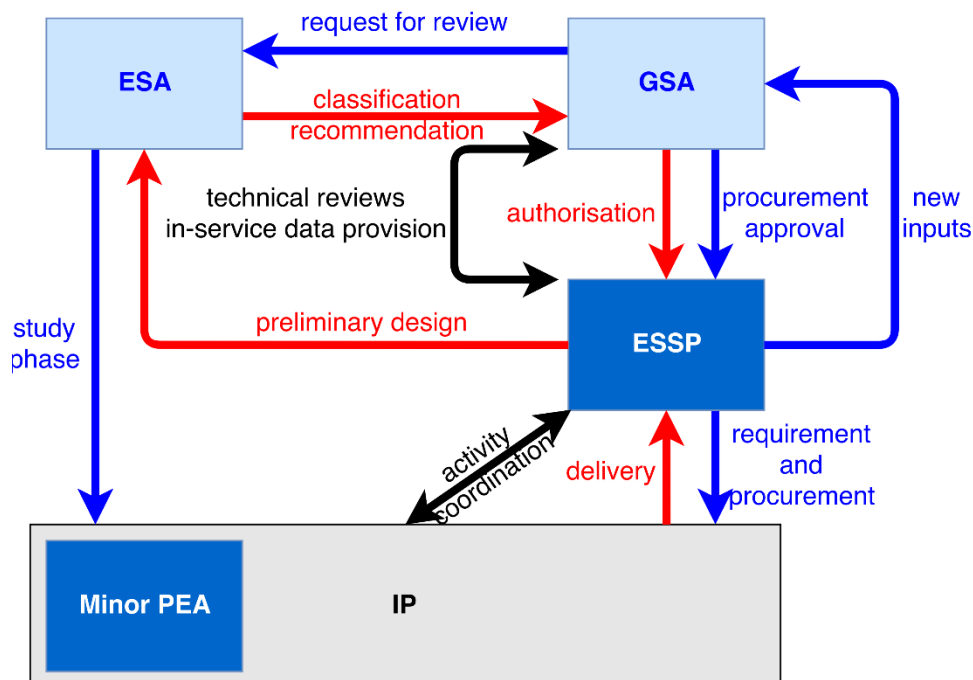 request for review
ESA
GSA
classification
recommendation
technical reviews
in-service data provision
authorisation
procurement
approval
new
inputs
study
phase
preliminary design
ESSP
activity
coordination
delivery
requirement
and
procurement
Minor PEA
IP